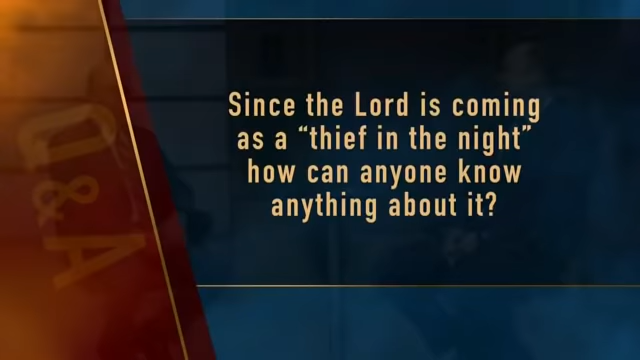 Since the Lord is coming
as a “thief in the night”
how can anyone know
anything about it?
Q&A